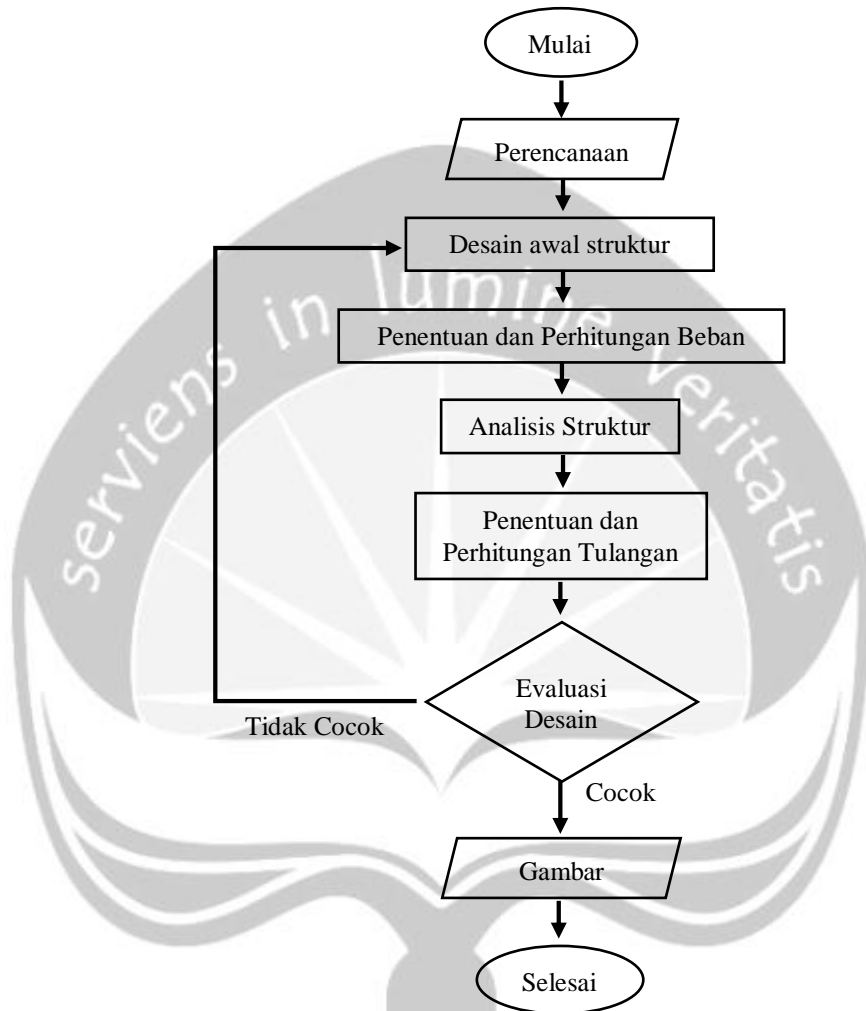 Mulai
Perencanaan
Desain awal struktur
serviens in lumine veritatis
Penentuan dan Perhitungan Beban
Analisis Struktur
Penentuan dan
Perhitungan Tulangan
Evaluasi
Desain
Tidak Cocok
Cocok
Gambar
Selesai